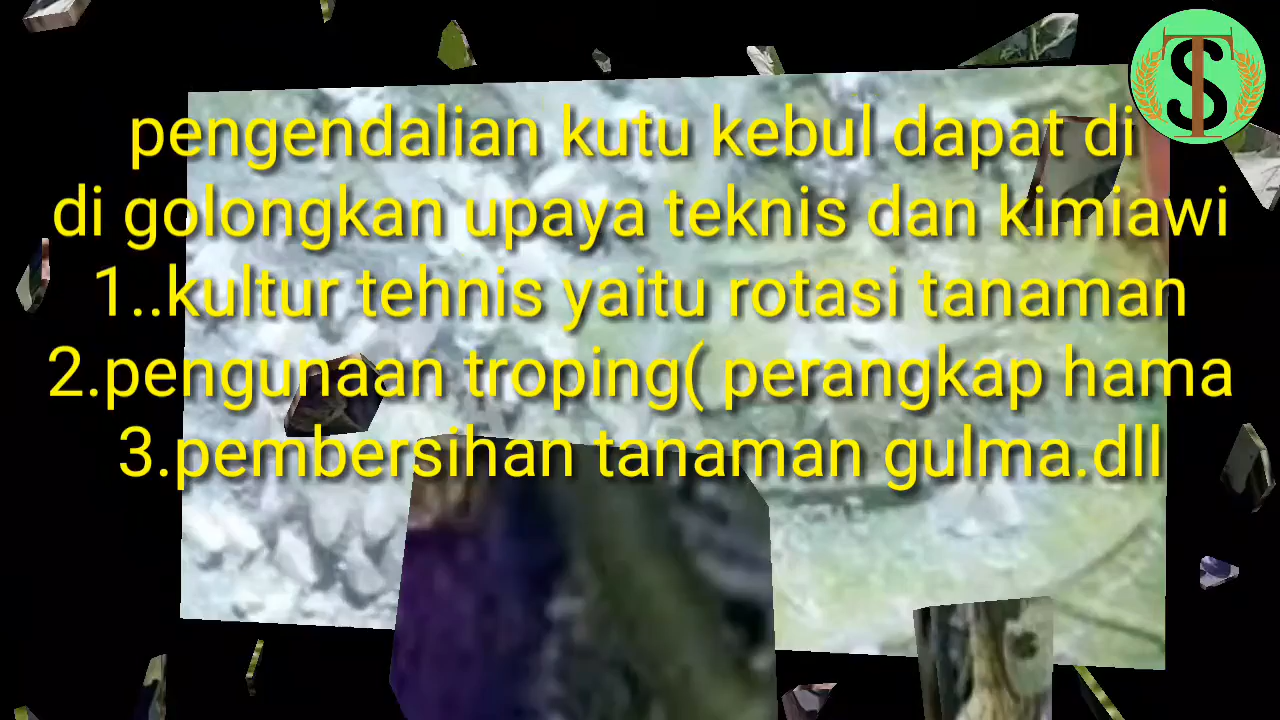 pengendalian kutu kebul dapat di
di golongkan upaya teknis dan kimiawi
1..kultur tehnis yaitu rotasi tanaman
2.pengunaan troping( perangkap hama
3.pembersihan tanaman gulma.dll
TS